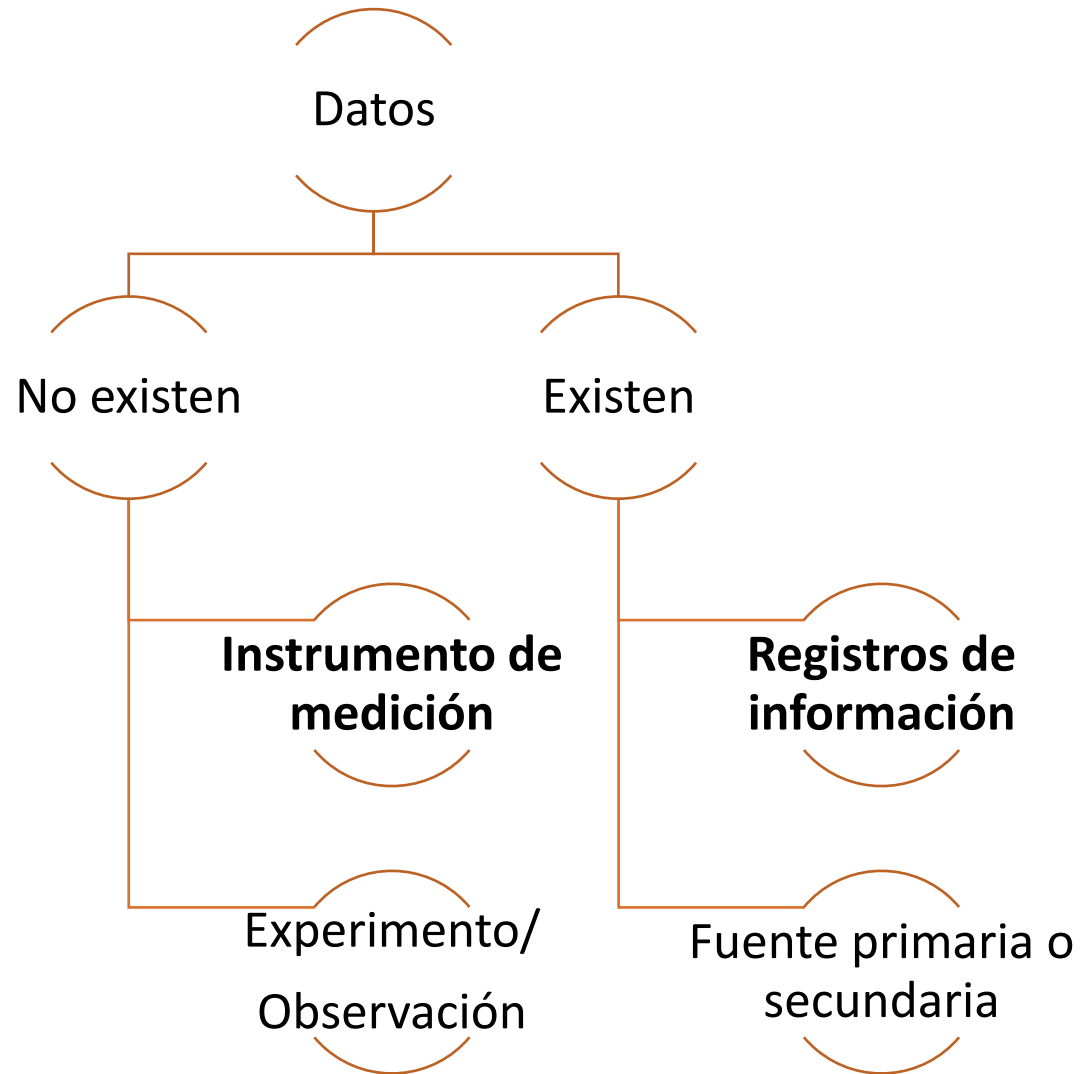 Datos
No existen
Existen
Instrumento de
medición
Registros de
información
Experimento/
Observación
Fuente primaria o
secundaria